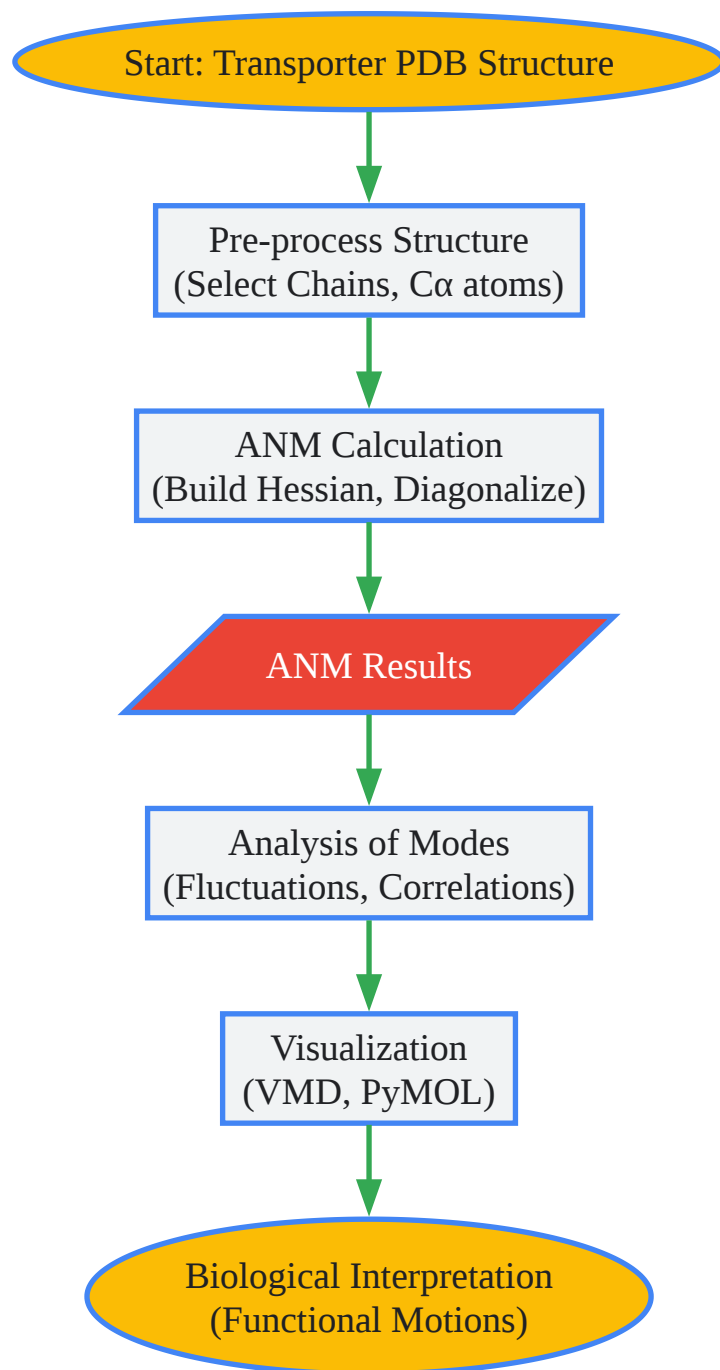 Start: Transporter PDB Structure
Pre-process Structure
(Select Chains, Cα atoms)
ANM Calculation
(Build Hessian, Diagonalize)
ANM Results
Analysis of Modes
(Fluctuations, Correlations)
Visualization
(VMD, PyMOL)
Biological Interpretation
(Functional Motions)